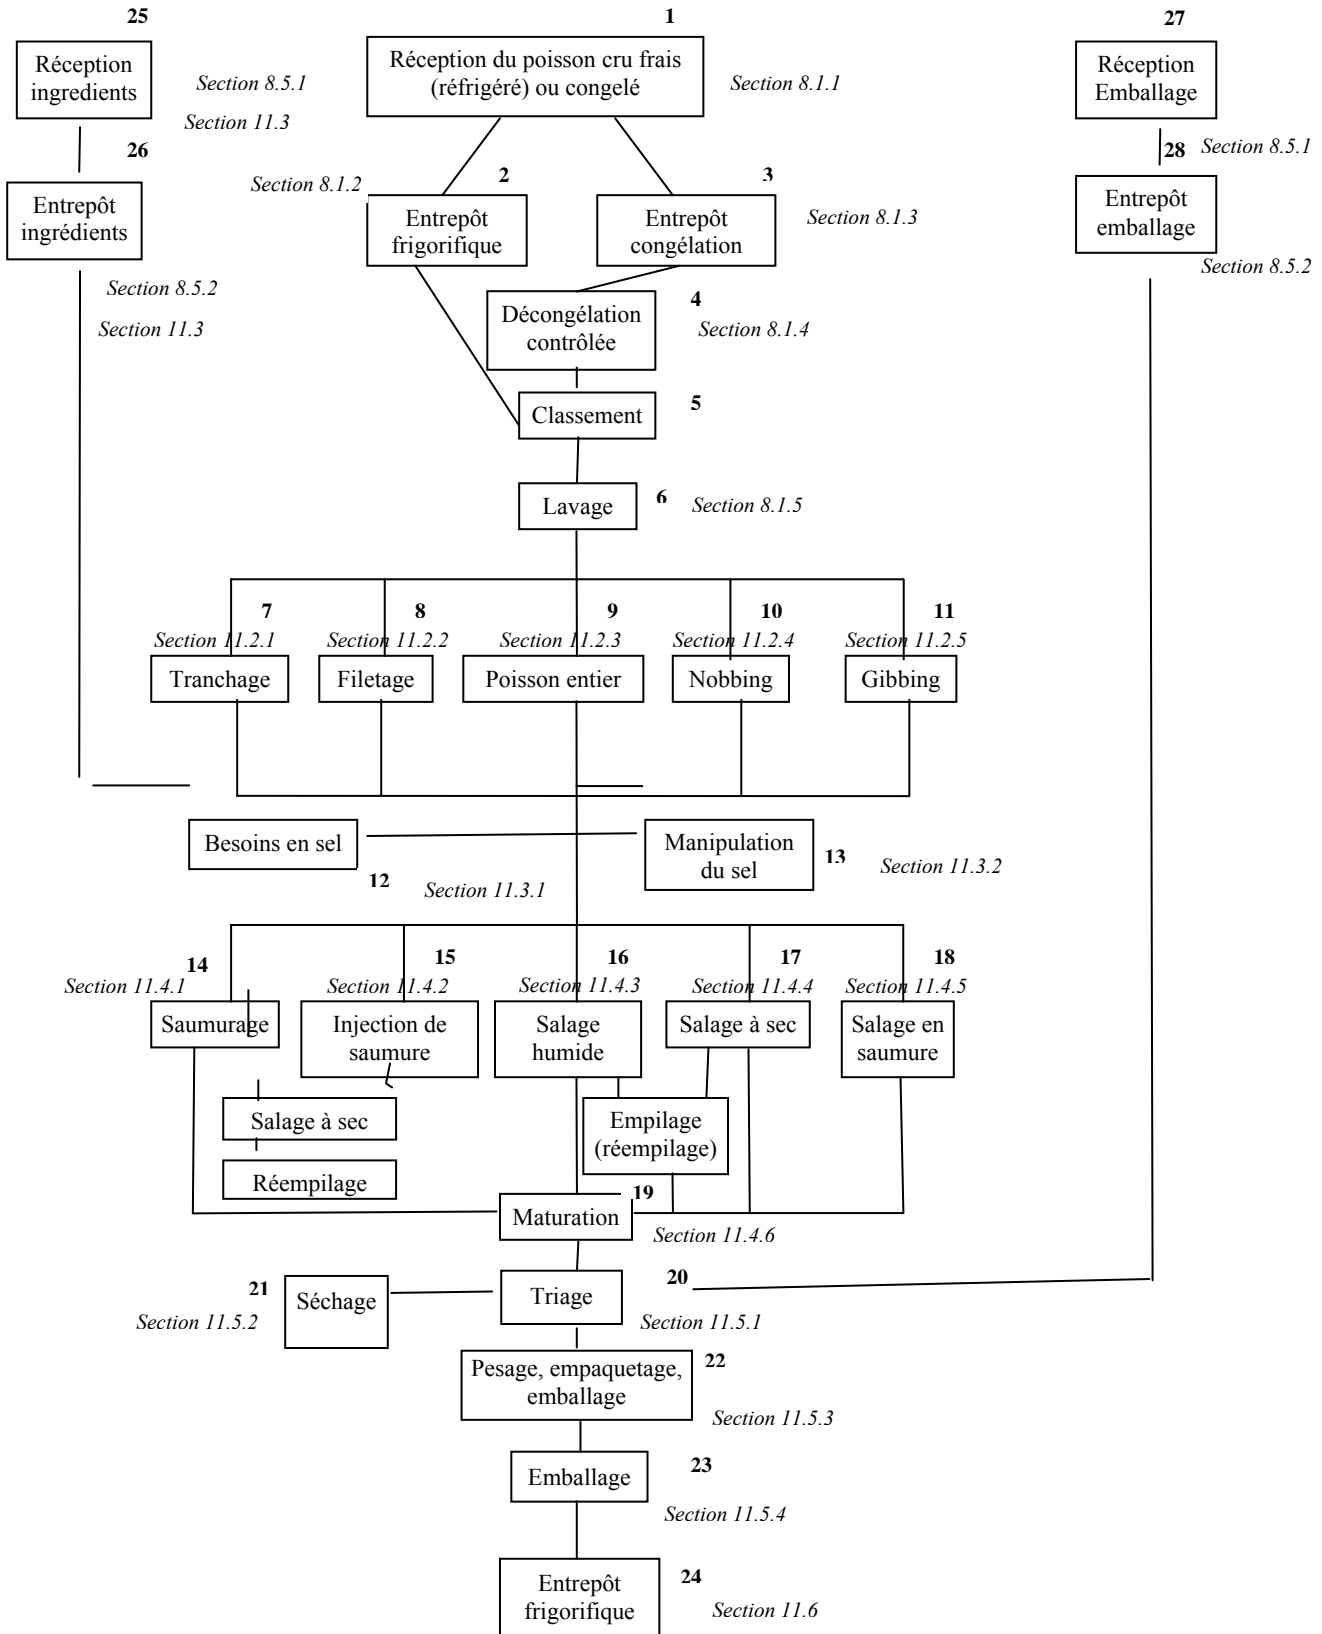 25
1
27
Réception
ingredients
Section 8.5.1
Section 11.3
Réception du poisson cru frais
(réfrigéré) ou congelé
Section 8.1.1
Réception
Emballage
Section 8.5.1
26
Entrepôt
ingrédients
Section 8.5.2
Section 11.3
Section 8.1.2
2
Entrepôt
frigorifique
3
Entrepôt
congélation
Section 8.1.3
28
Entrepôt
emballage
Section 8.5.2
4
Décongélation
contrôlée
Section 8.1.4
Classement
5
Lavage
6
Section 8.1.5
7
8
9
10
11
Section 11.2.1
Section 11.2.2
Section 11.2.3
Section 11.2.4
Section 11.2.5
Tranchage
Filetage
Poisson entier
Nobbing
Gibbing
Besoins en sel
12
Section 11.3.1
Manipulation
du sel
13
Section 11.3.2
14
15
16
17
18
Section 11.4.1
Section 11.4.2
Section 11.4.3
Section 11.4.4
Section 11.4.5
Saumurage
Injection de
saumure
Salage
humide
Salage à sec
Salage en
saumure
Salage à sec
Réempilage
Empilage
(réempilage)
19
Maturation
Section 11.4.6
21
Séchage
Section 11.5.2
Triage
20
Section 11.5.1
Pesage, empaquetage,
emballage
22
Section 11.5.3
Emballage
23
Section 11.5.4
Entrepôt
frigorifique
24
Section 11.6